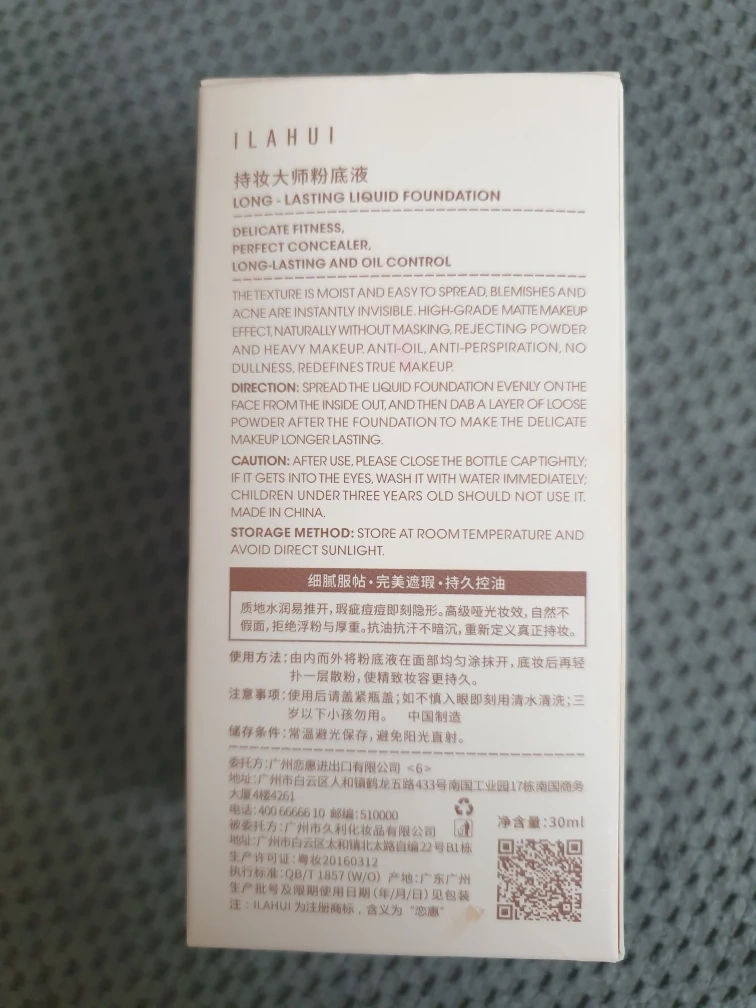 ILAHUI
持妆大师粉底液
LONG - LASTING LIQUID FOUNDATION
DELICATE FITNESS,
PERFECT CONCEALER,
LONG-LASTING AND OIL CONTROL
THE TEXTURE IS MOIST AND EASY TO SPREAD, BLEMISHES AND
ACNE ARE INSTANTLY INVISIBLE. HIGH-GRADE MATTE MAKEUP
EFFECT, NATURALLY WITHOUT MASKING, REJECTING POWDER
AND HEAVY MAKEUP. ANTI-OIL, ANTI-PERSPIRATION, NO
DULLNESS, REDEFINES TRUE MAKEUP.
DIRECTION: SPREAD THE LIQUID FOUNDATION EVENLY ON THE
FACE FROM THE INSIDE OUT, AND THEN DAB A LAYER OF LOOSE
POWDER AFTER THE FOUNDATION TO MAKE THE DELICATE
MAKEUP LONGER LASTING.
CAUTION: AFTER USE, PLEASE CLOSE THE BOTTLE CAP TIGHTLY;
IF IT GETS INTO THE EYES, WASH IT WITH WATER IMMEDIATELY;
CHILDREN UNDER THREE YEARS OLD SHOULD NOT USE IT.
MADE IN CHINA.
STORAGE METHOD: STORE AT ROOM TEMPERATURE AND
AVOID DIRECT SUNLIGHT.
细腻服帖·完美遮瑕·持久控油
质地水润易推开，瑕疵痘痘即刻隐形。高级哑光妆效，自然不
假面，拒绝浮粉与厚重。抗油抗汗不暗沉，重新定义真正持妆。
使用方法：由内而外将粉底液在面部均匀涂抹开，底妆后再轻
扑一层散粉，使精致妆容更持久。
注意事项：使用后请盖紧瓶盖；如不慎入眼即刻用清水清洗；三
岁以下小孩勿用。 中国制造
储存条件：常温避光保存，避免阳光直射。
委托方：广州恋惠进出口有限公司 <6>
地址：广州市白云区人和镇鹤龙五路433号南国工业园17栋南国商务
大厦4楼4261
电话：400 6666610 邮编：510000
被委托方：广州市久利化妆品有限公司
地址：广州市白云区太和镇北太路自编22号B1栋
生产许可证：粤妆20160312
执行标准：QB/T 1857 (W/O) 产地：广东广州
生产批号及限期使用日期（年/月/日）见包装
注：ILAHUI 为注册商标，含义为“恋惠”
净含量：30ml